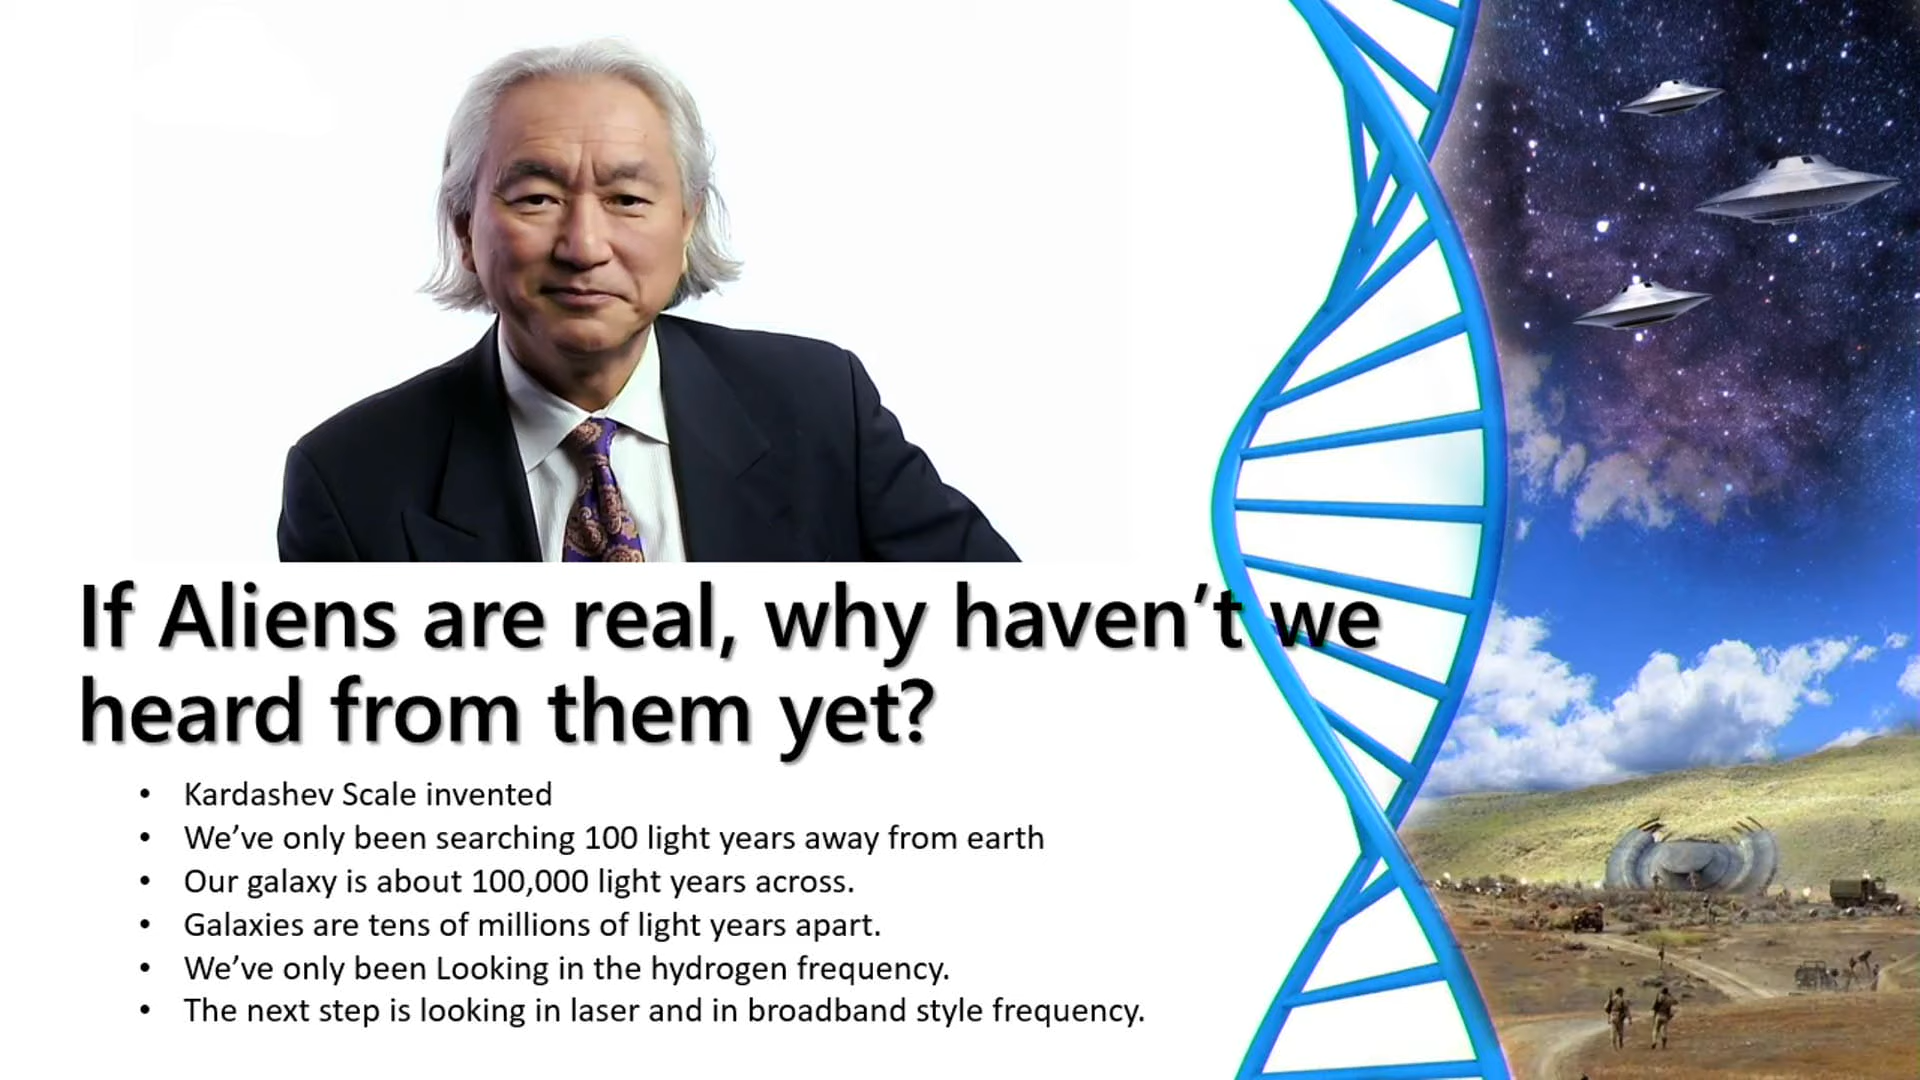 If Aliens are real, why haven’t we
heard from them yet?
• Kardashev Scale invented
• We’ve only been searching 100 light years away from earth
• Our galaxy is about 100,000 light years across.
• Galaxies are tens of millions of light years apart.
• We’ve only been Looking in the hydrogen frequency.
• The next step is looking in laser and in broadband style frequency.